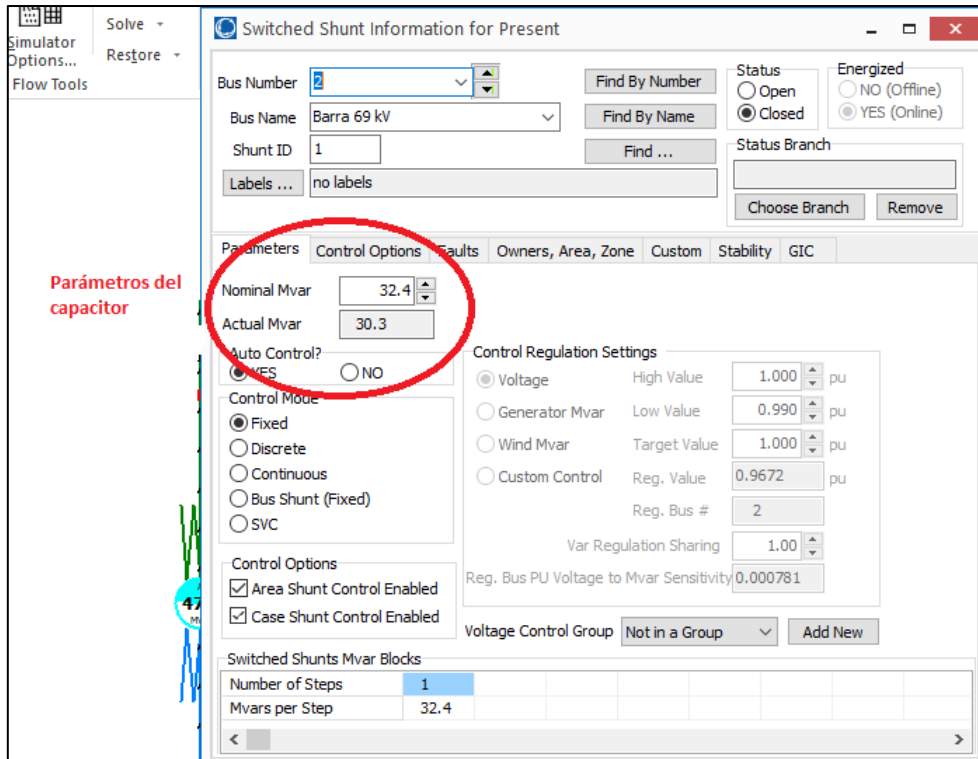 Solve
Simulator
Options...
Restore
Flow Tools
Switched Shunt Information for Present
Bus Number 2 Find By Number
Bus Name Barra 69 kV Find By Name
Shunt ID 1 Find ...
Labels ... no labels
Status
Open
Closed
Energized
NO (Offline)
YES (Online)
Status Branch
Choose Branch Remove
Parameters Control Options Faults Owners, Area, Zone Custom Stability GIC
Parámetros del
capacitor
Nominal Mvar 32.4
Actual Mvar 30.3
Auto Control?
YES NO
Control Mode
Fixed
Discrete
Continuous
Bus Shunt (Fixed)
SVC
Control Options
Area Shunt Control Enabled
Case Shunt Control Enabled
Control Regulation Settings
Voltage High Value 1.000 pu
Generator Mvar Low Value 0.990 pu
Wind Mvar Target Value 1.000 pu
Custom Control Reg. Value 0.9672 pu
Reg. Bus # 2
Var Regulation Sharing 1.00
Reg. Bus PU Voltage to Mvar Sensitivity 0.000781
Voltage Control Group Not in a Group Add New
47
Switched Shunts Mvar Blocks
Number of Steps 1
Mvars per Step 32.4